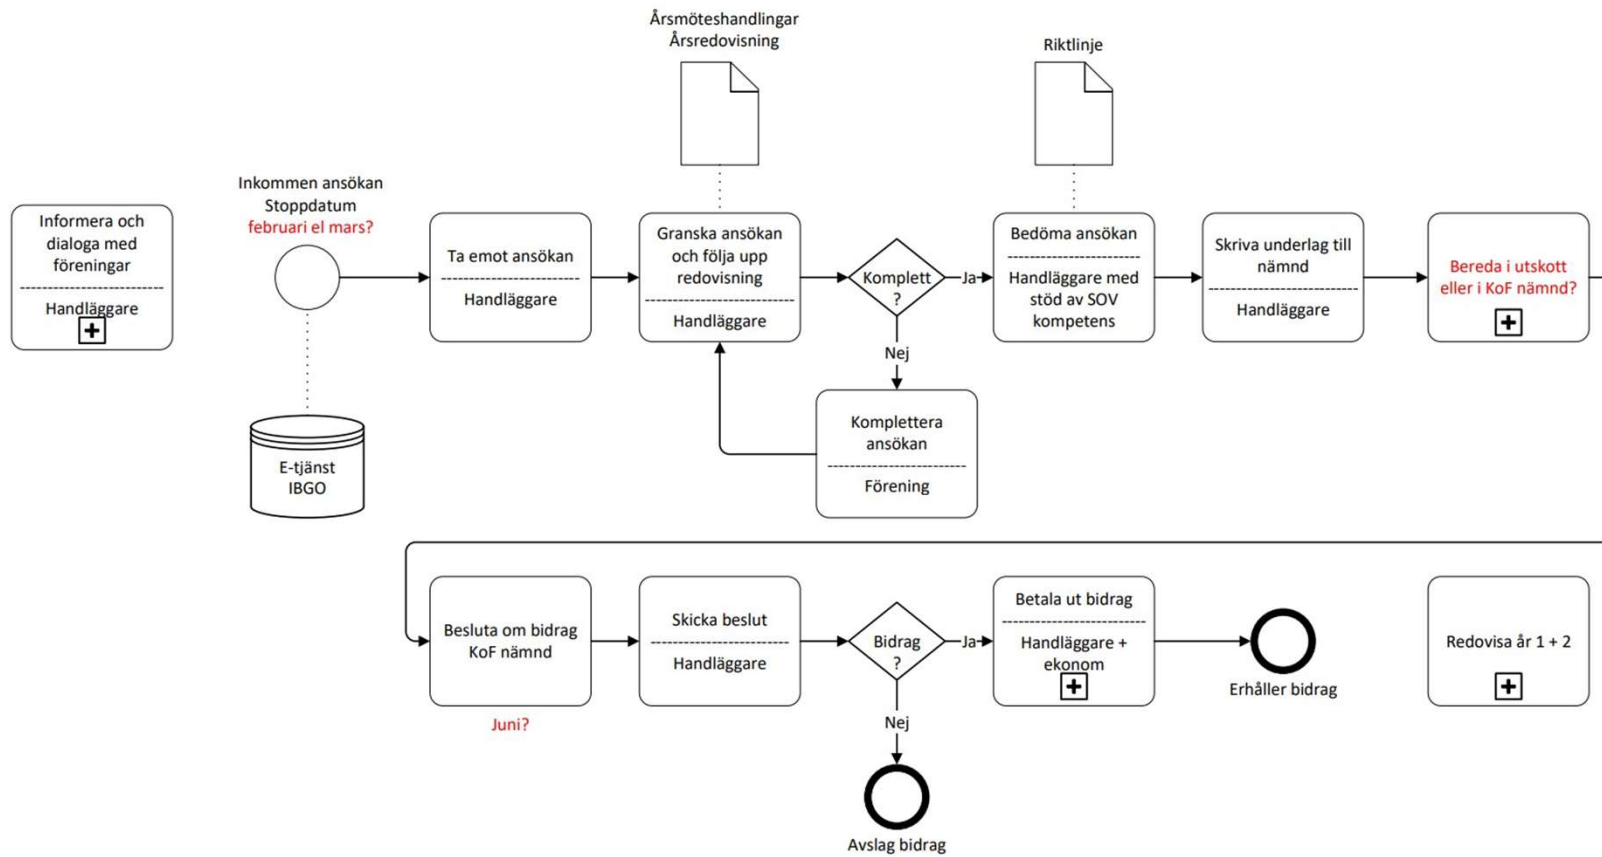 Årsmöteshandlingar
Årsredovisning
Riktlinje
Inkommen ansökan
Stoppdatum
februari el mars?
Informera och
dialoga med
föreningar
Handläggare
Ta emot ansökan
Handläggare
Granska ansökan
och följa upp
redovisning
Handläggare
Komplett
?
Ja
Nej
Bedöma ansökan
Handläggare med
stöd av SOV
kompetens
Skriva underlag till
nämnd
Handläggare
Bereda i utskott
eller i KoF nämnd?
Komplettera
ansökan
Förening
E-tjänst
IBGO
Besluta om bidrag
KoF nämnd
Juni?
Skicka beslut
Handläggare
Bidrag
?
Ja
Nej
Betala ut bidrag
Handläggare +
ekonom
Erhåller bidrag
Redovisa år 1 + 2
Avslag bidrag